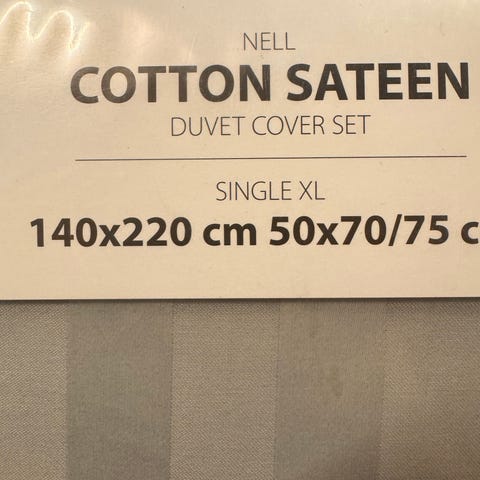 NELL
COTTON SATEEN
DUVET COVER SET
SINGLE XL
140x220 cm 50x70/75 c